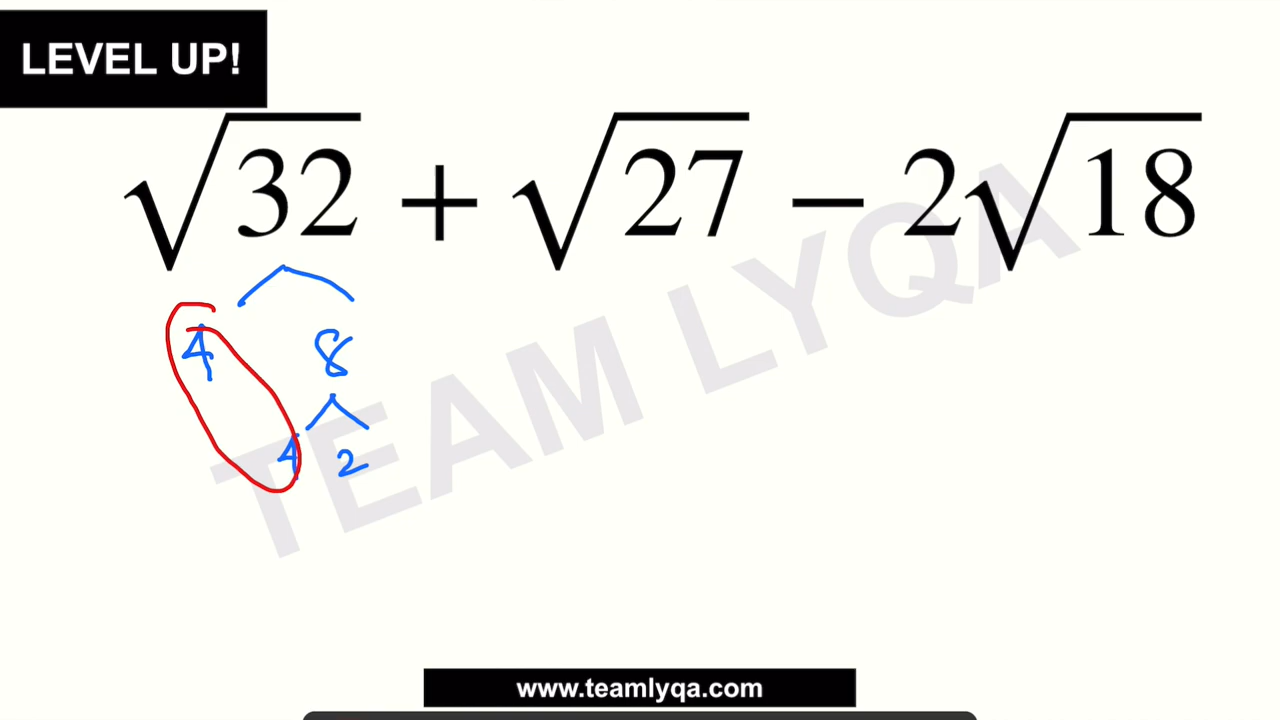 LEVEL UP!
√32 + √27 − 2√18
4 8
4 2
TEAM LYQA
www.teamlyqa.com